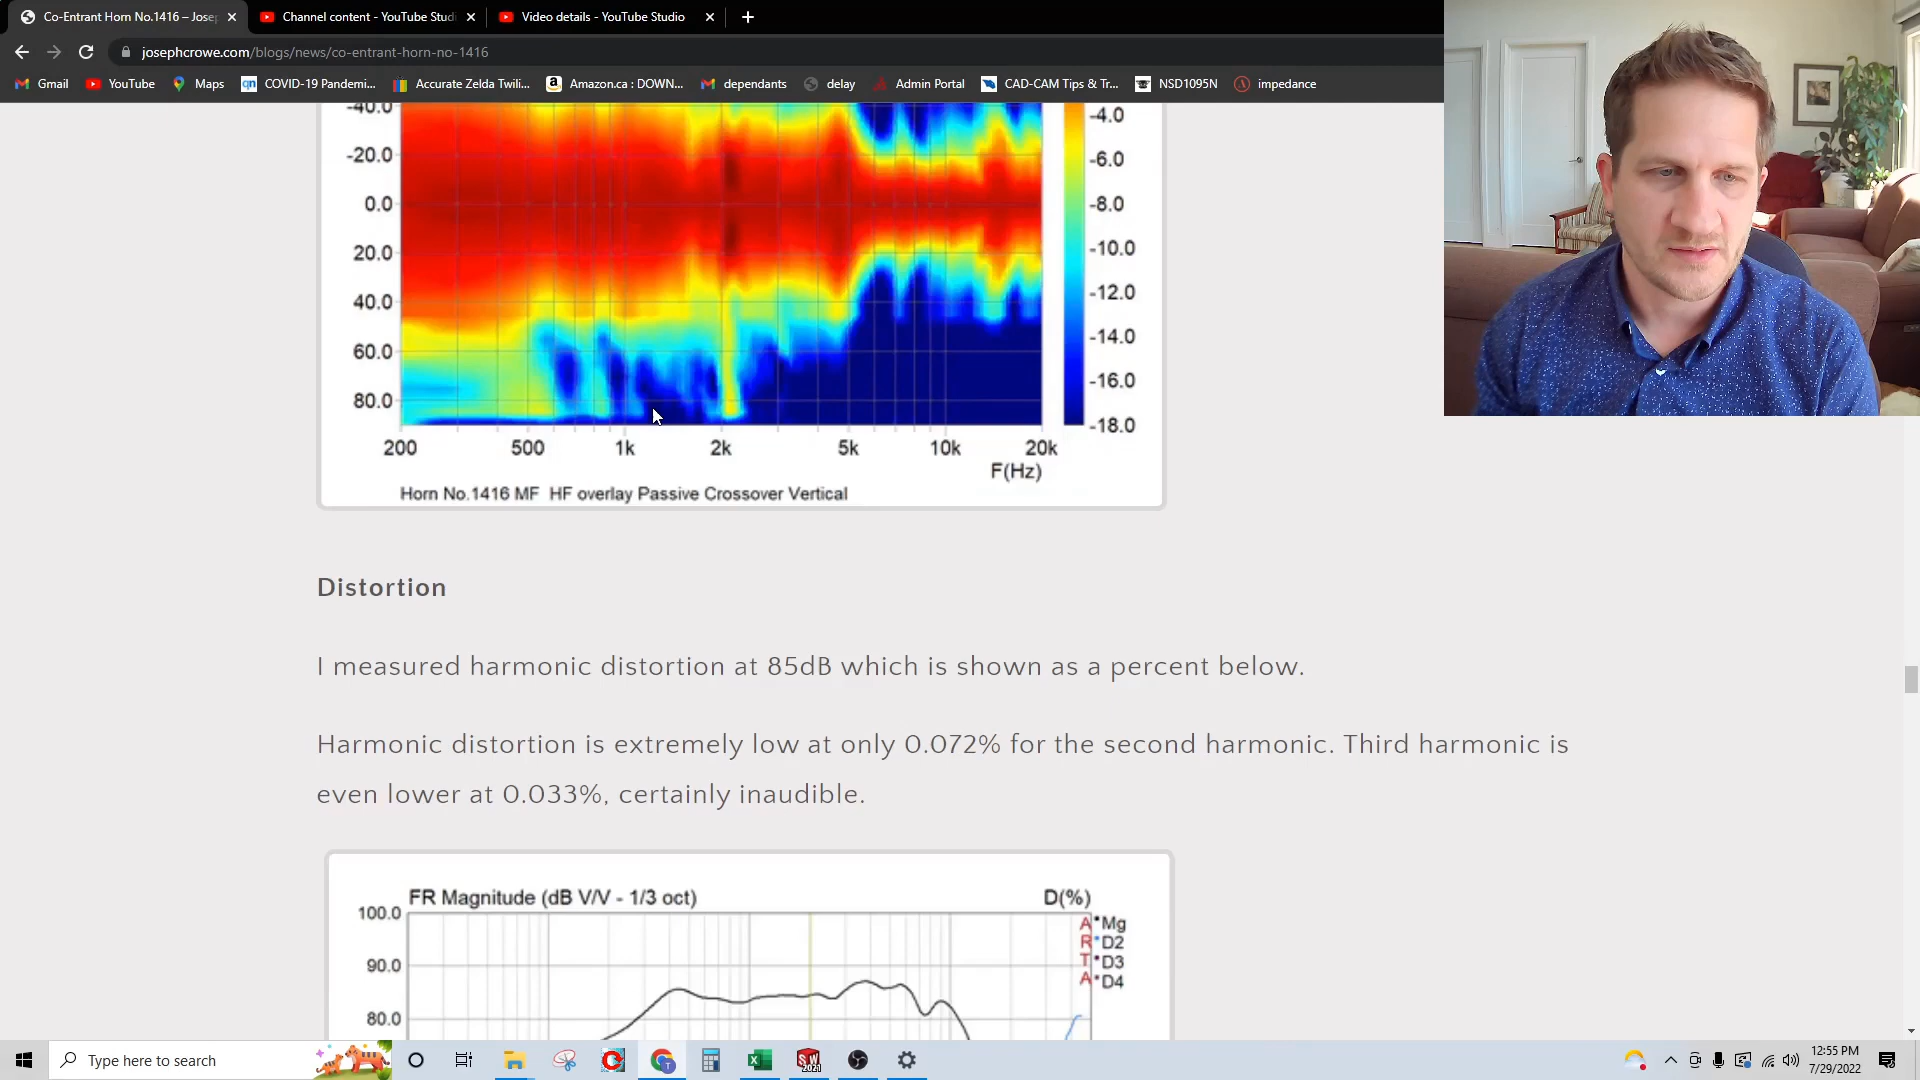 Co-Entrant Horn No.1416 – Josep
Channel content - YouTube Studi
Video details - YouTube Studio
josephcrowe.com/blogs/news/co-entrant-horn-no-1416
Gmail
YouTube
Maps
qn
COVID-19 Pandemi...
Accurate Zelda Twili...
Amazon.ca : DOWN...
dependants
delay
Admin Portal
CAD-CAM Tips & Tr...
NSD1095N
impedance
-40.0
-20.0
0.0
20.0
40.0
60.0
80.0
-4.0
-6.0
-8.0
-10.0
-12.0
-14.0
-16.0
-18.0
200 500 1k 2k 5k 10k 20k
F(Hz)
Horn No.1416 MF HF overlay Passive Crossover Vertical
Distortion
I measured harmonic distortion at 85dB which is shown as a percent below.
Harmonic distortion is extremely low at only 0.072% for the second harmonic. Third harmonic is
even lower at 0.033%, certainly inaudible.
FR Magnitude (dB V/V - 1/3 oct)
D(%)
100.0
90.0
80.0
A
R
T
A
Mg
D2
D3
D4
Type here to search
12:55 PM
7/29/2022